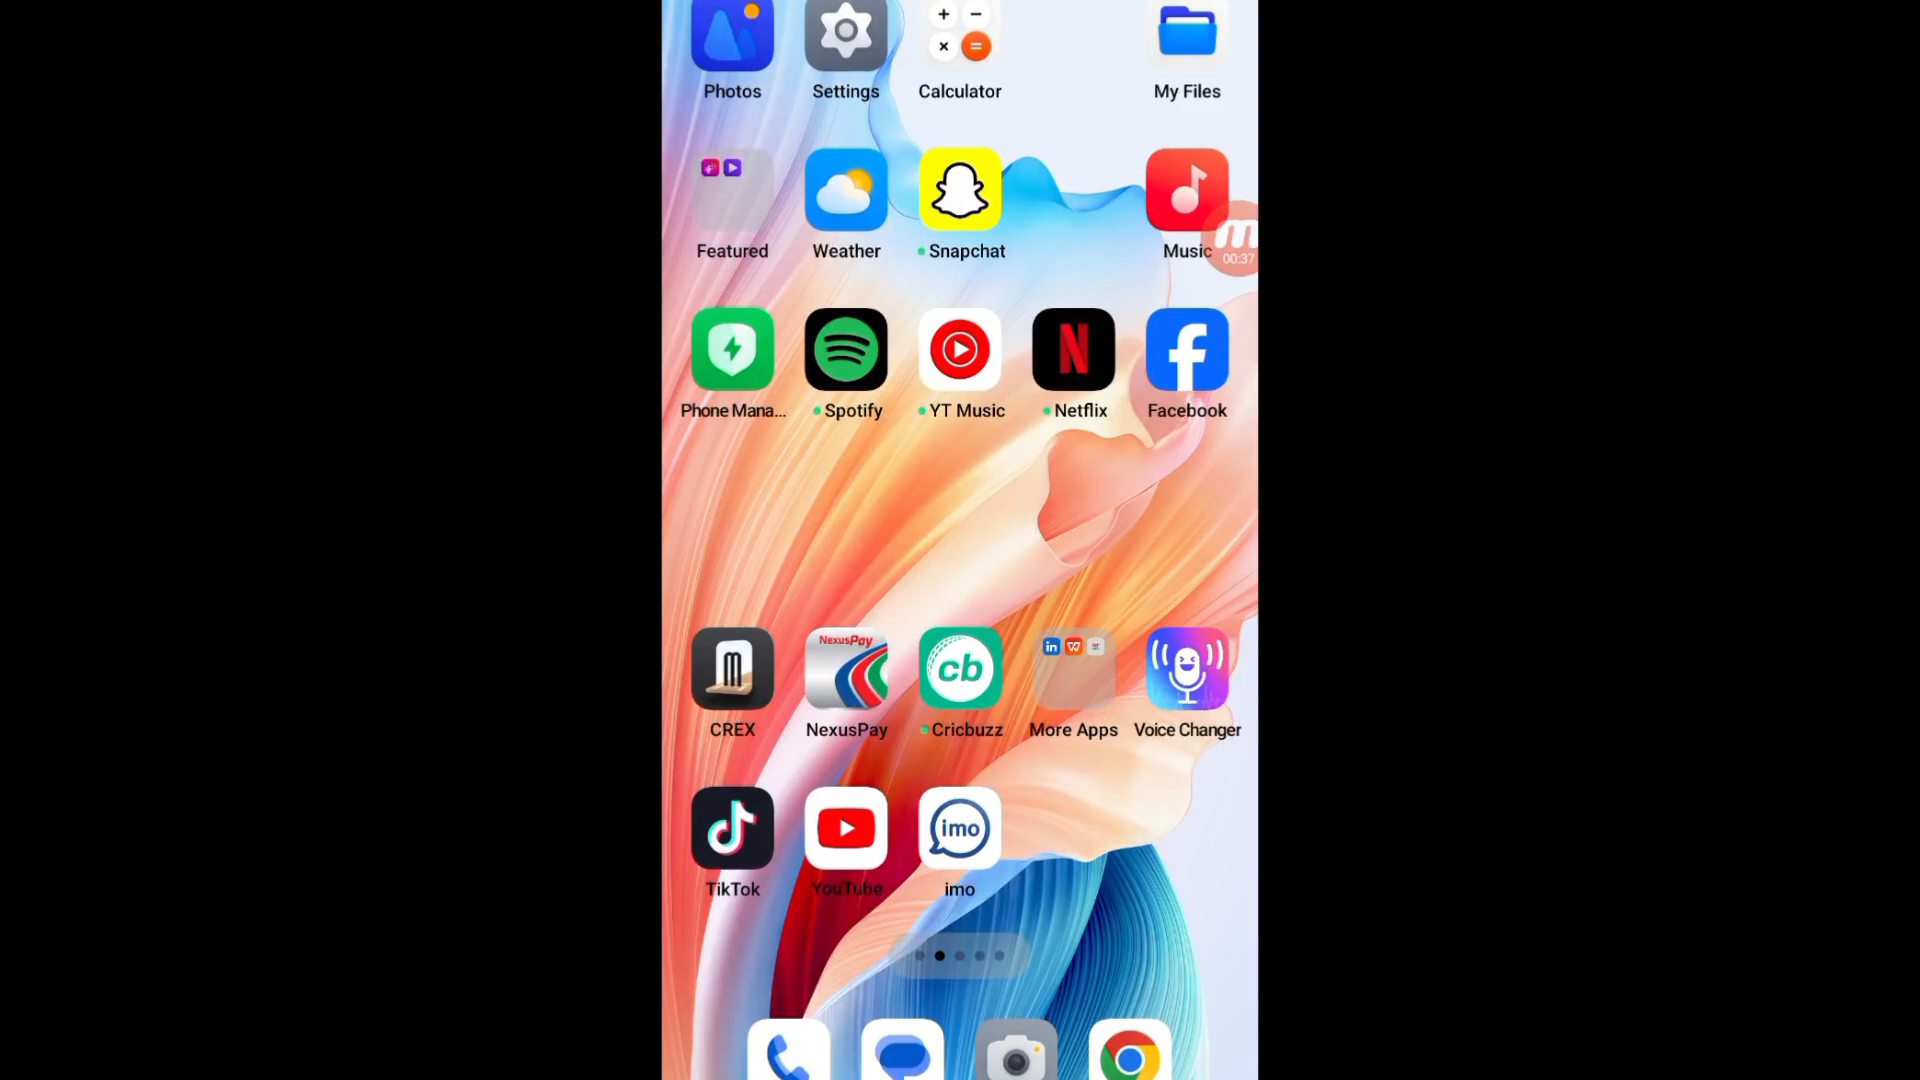 Photos Settings Calculator My Files
Featured Weather Snapchat Music
00:37
Phone Mana... Spotify YT Music Netflix Facebook
NexusPay
cb
in
CREX NexusPay Cricbuzz More Apps Voice Changer
imo
TikTok YouTube imo